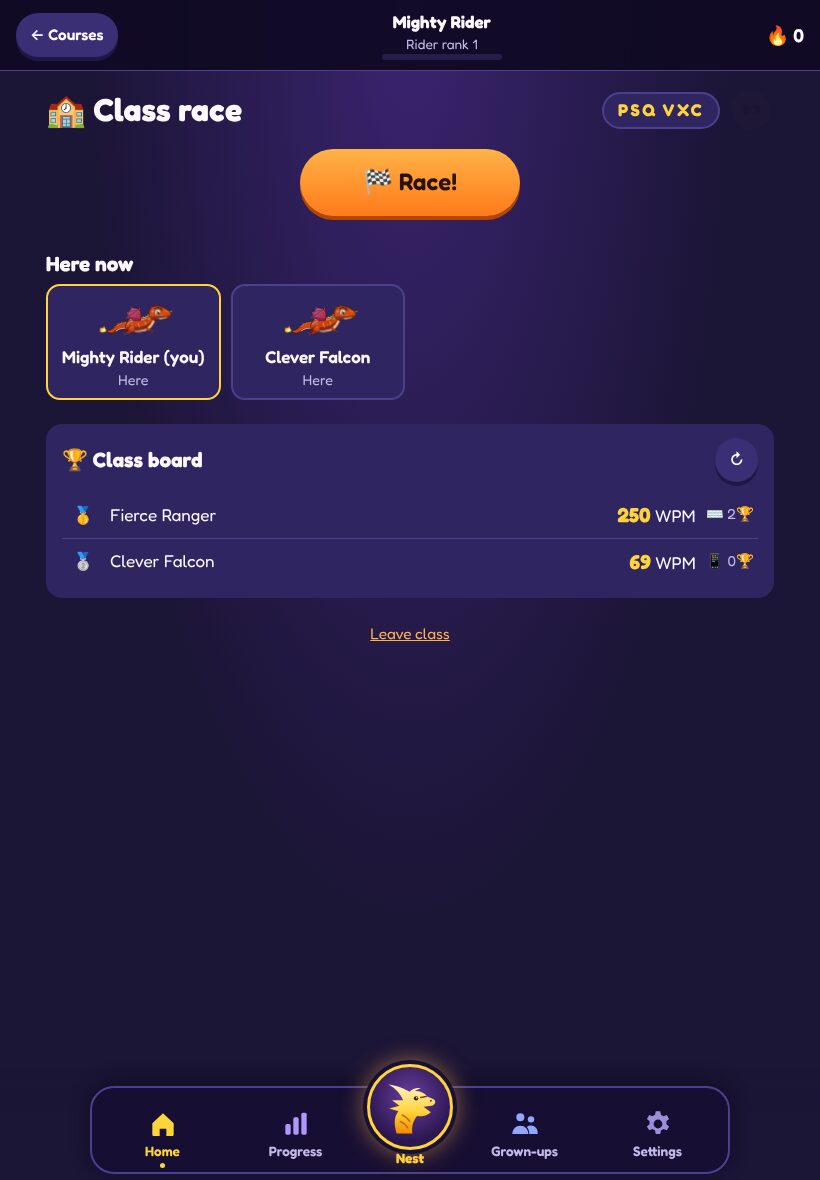 ← Courses
Mighty Rider
Rider rank 1
🔥 0
🏫 Class race
PSQ VXC
🏁 Race!
Here now
Mighty Rider (you)
Here
Clever Falcon
Here
🏆 Class board
🥇 Fierce Ranger 250 WPM ⌨️ 2🏆
🥈 Clever Falcon 69 WPM 📱 0🏆
Leave class
Home
Progress
Nest
Grown-ups
Settings